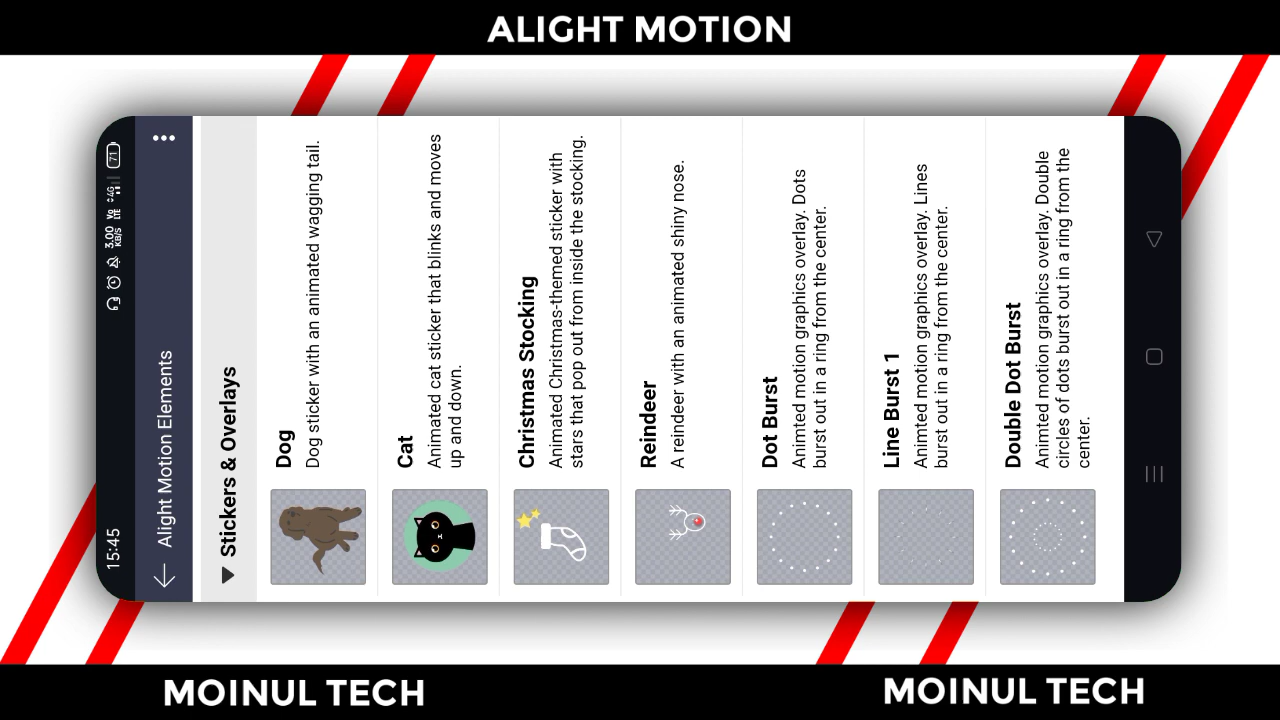 ALIGHT MOTION
15:45
3.00
KB/S
4G
71
Alight Motion Elements
Stickers & Overlays
Dog
Dog sticker with an animated wagging tail.
Cat
Animated cat sticker that blinks and moves
up and down.
Christmas Stocking
Animated Christmas-themed sticker with
stars that pop out from inside the stocking.
Reindeer
A reindeer with an animated shiny nose.
Dot Burst
Animted motion graphics overlay. Dots
burst out in a ring from the center.
Line Burst 1
Animted motion graphics overlay. Lines
burst out in a ring from the center.
Double Dot Burst
Animted motion graphics overlay. Double
circles of dots burst out in a ring from the
center.
MOINUL TECH
MOINUL TECH